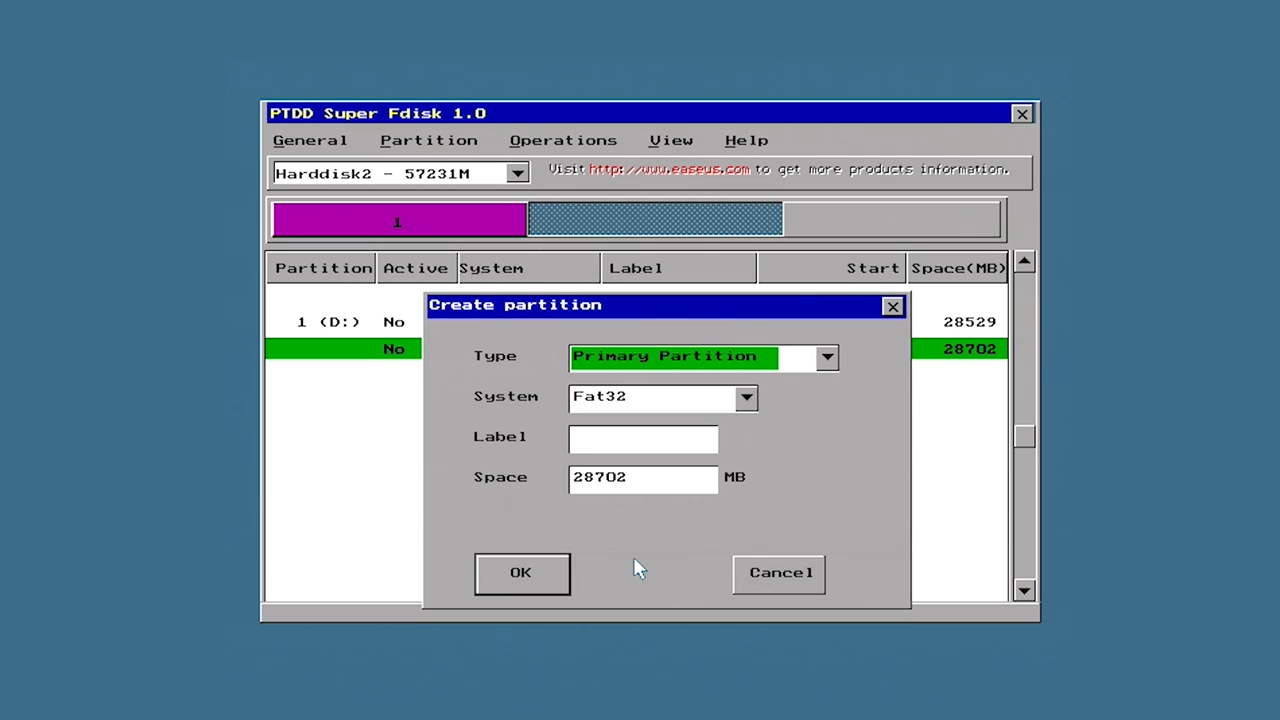 PTDD Super Fdisk 1.0
General Partition Operations View Help
Harddisk2 - 57231M Visit http://www.easeus.com to get more products information.
1
Partition Active System Label Start Space(MB)
Create partition
1 (D:) No 28529
No 28702
Type Primary Partition
System Fat32
Label
Space 28702 MB
OK Cancel